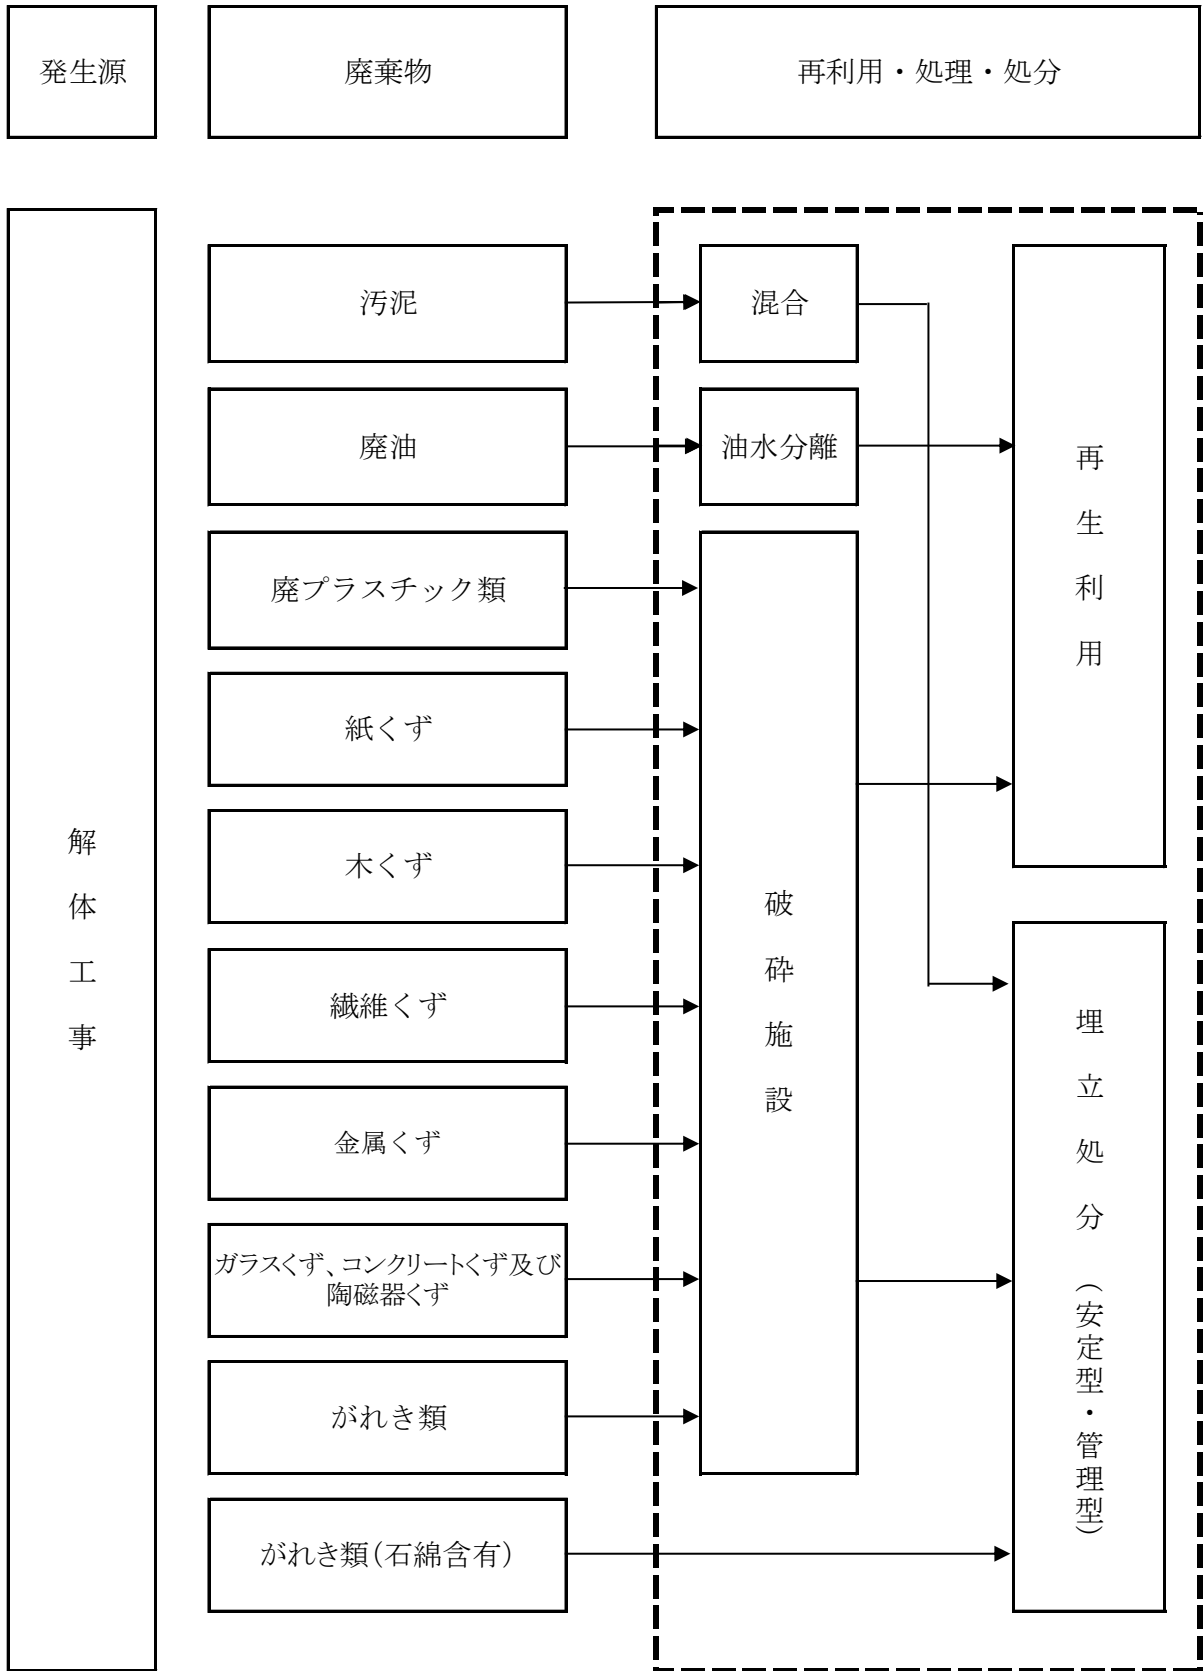 発生源
廃棄物
再利用・処理・処分
解体工事
汚泥
混合
廃油
油水分離
再生利用
廃プラスチック類
紙くず
木くず
繊維くず
金属くず
ガラスくず、コンクリートくず及び
陶磁器くず
がれき類
がれき類(石綿含有)
破砕施設
埋立処分(安定型・管理型)